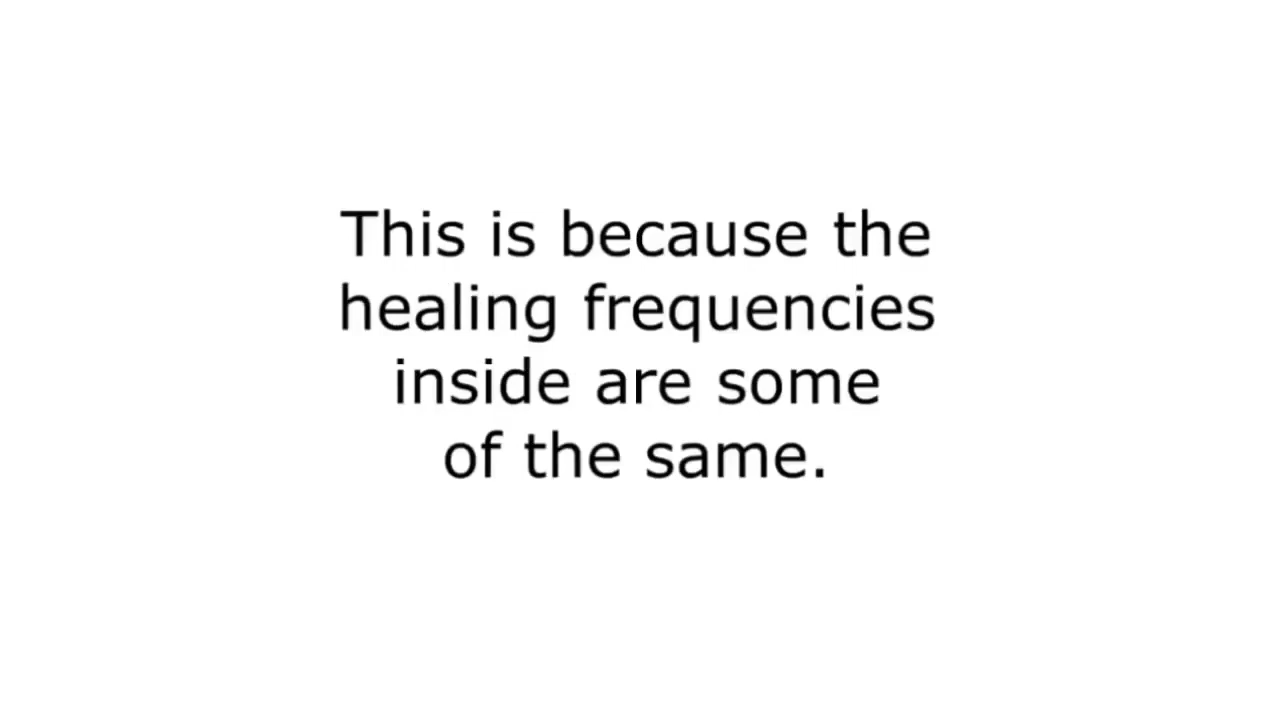 This is because the
healing frequencies
inside are some
of the same.